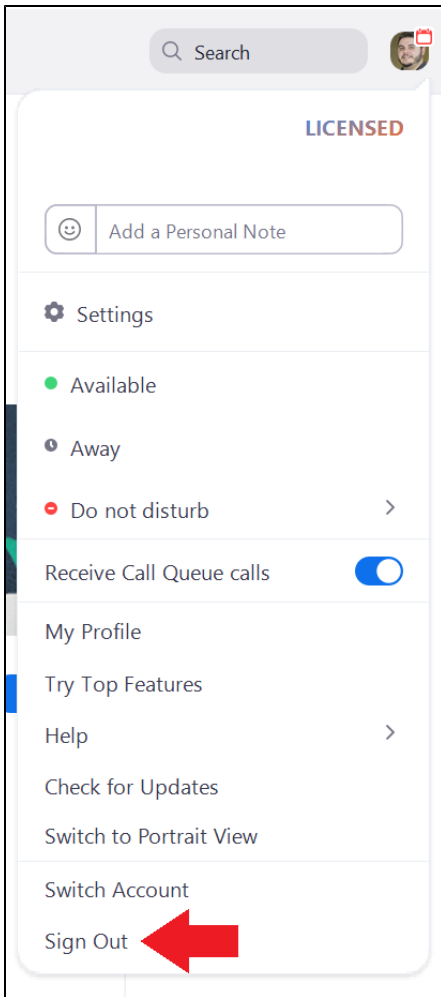 Search
LICENSED
Add a Personal Note
Settings
Available
Away
Do not disturb
Receive Call Queue calls
My Profile
Try Top Features
Help
Check for Updates
Switch to Portrait View
Switch Account
Sign Out